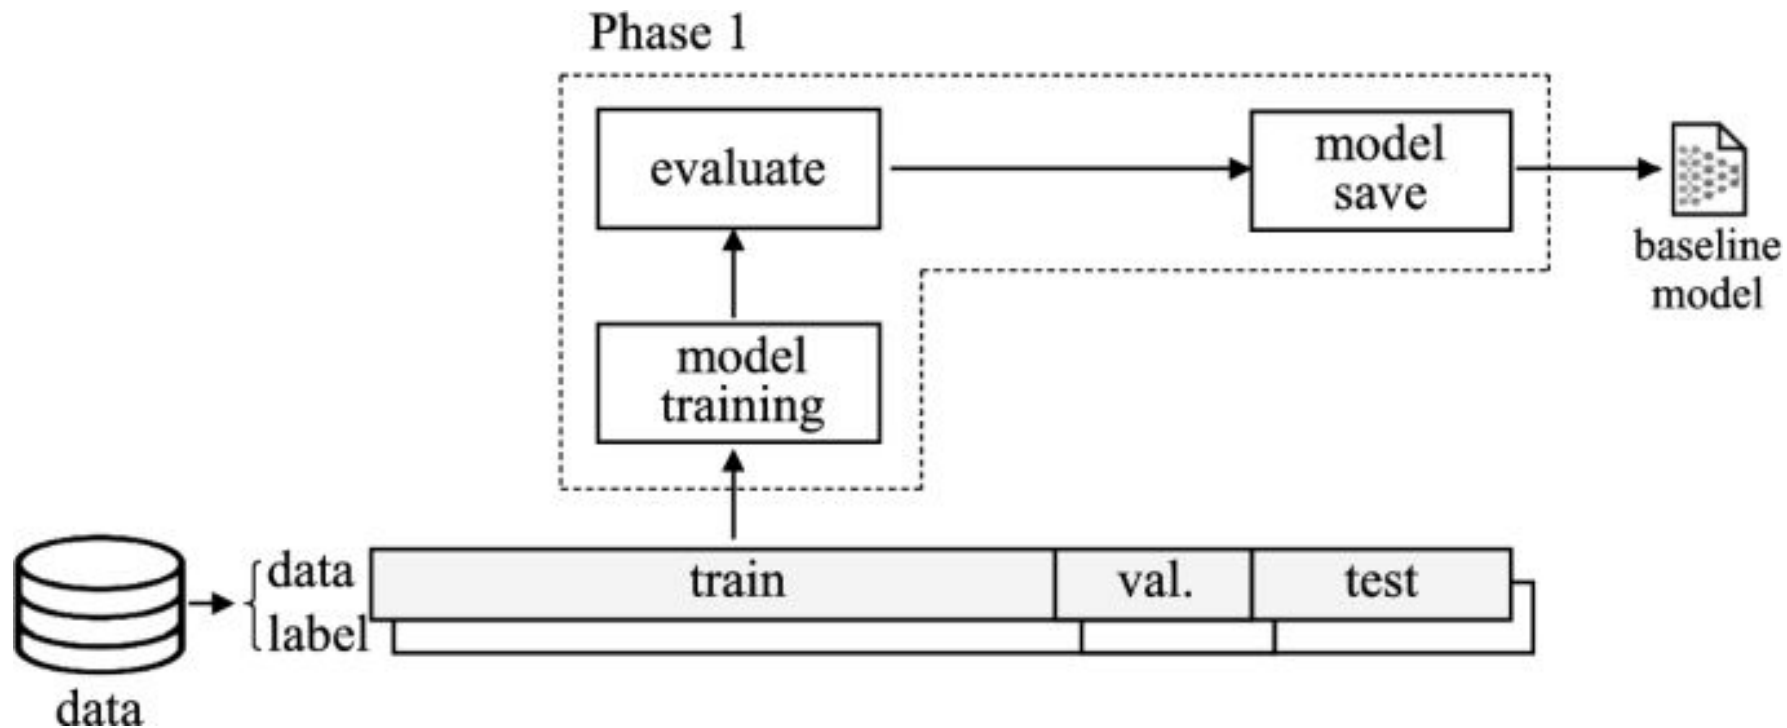 Phase 1
evaluate
model
save
baseline
model
model
training
data
train
val.
test
label
data